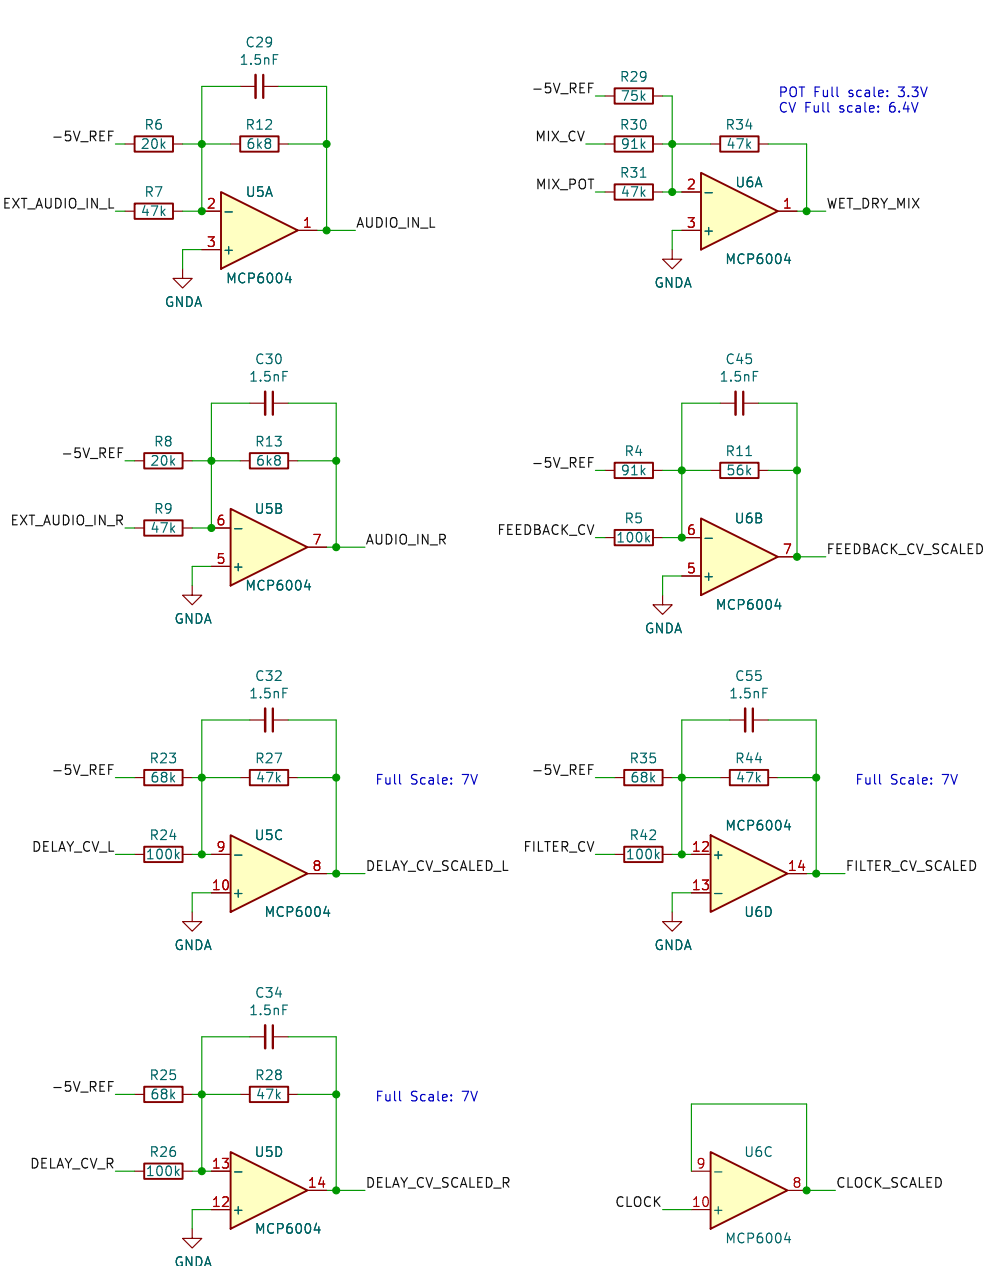 C29
1.5nF
-5V_REF
R6
20k
R12
6k8
EXT_AUDIO_IN_L
R7
47k
U5A
2
3
1
AUDIO_IN_L
MCP6004
GNDA
-5V_REF
R29
75k
POT Full scale: 3.3V
CV Full scale: 6.4V
MIX_CV
R30
91k
R34
47k
MIX_POT
R31
47k
U6A
2
3
1
WET_DRY_MIX
MCP6004
GNDA
C30
1.5nF
-5V_REF
R8
20k
R13
6k8
EXT_AUDIO_IN_R
R9
47k
U5B
6
5
7
AUDIO_IN_R
MCP6004
GNDA
C45
1.5nF
-5V_REF
R4
91k
R11
56k
FEEDBACK_CV
R5
100k
U6B
6
5
7
FEEDBACK_CV_SCALED
MCP6004
GNDA
C32
1.5nF
-5V_REF
R23
68k
R27
47k
Full Scale: 7V
DELAY_CV_L
R24
100k
U5C
9
10
8
DELAY_CV_SCALED_L
MCP6004
GNDA
C55
1.5nF
-5V_REF
R35
68k
R44
47k
Full Scale: 7V
FILTER_CV
R42
100k
MCP6004
12
13
14
FILTER_CV_SCALED
U6D
GNDA
C34
1.5nF
-5V_REF
R25
68k
R28
47k
Full Scale: 7V
DELAY_CV_R
R26
100k
U5D
13
12
14
DELAY_CV_SCALED_R
MCP6004
GNDA
U6C
9
CLOCK
10
8
CLOCK_SCALED
MCP6004